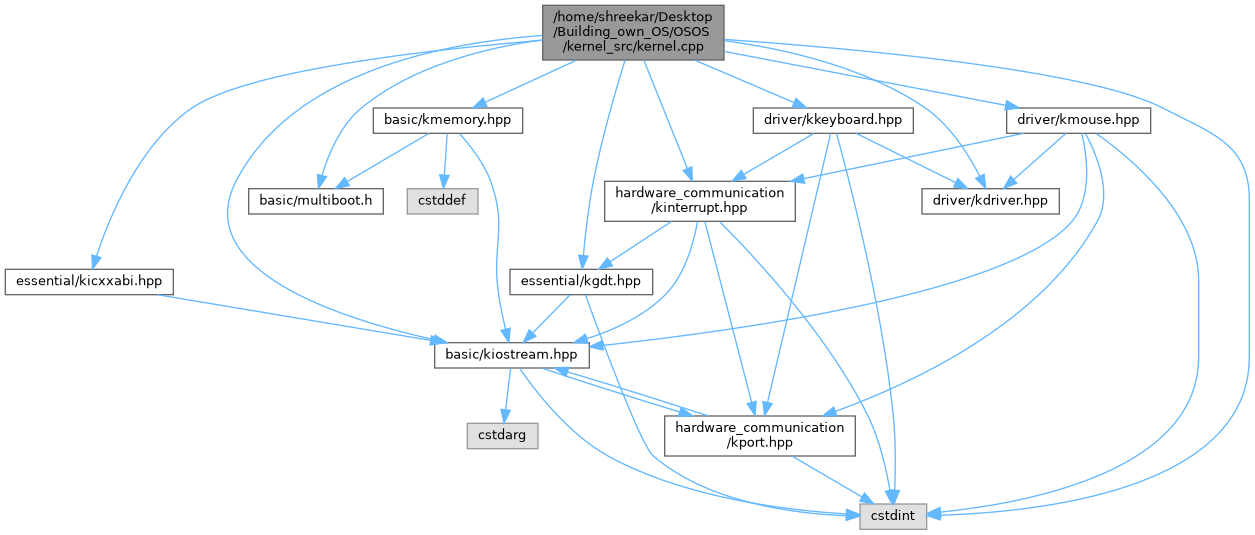 /home/shreekar/Desktop
/Building_own_OS/OSOS
/kernel_src/kernel.cpp
basic/kmemory.hpp
driver/kkeyboard.hpp
driver/kmouse.hpp
basic/multiboot.h
cstddef
hardware_communication
/kinterrupt.hpp
driver/kdriver.hpp
essential/kicxxabi.hpp
essential/kgdt.hpp
basic/kiostream.hpp
cstdarg
hardware_communication
/kport.hpp
cstdint